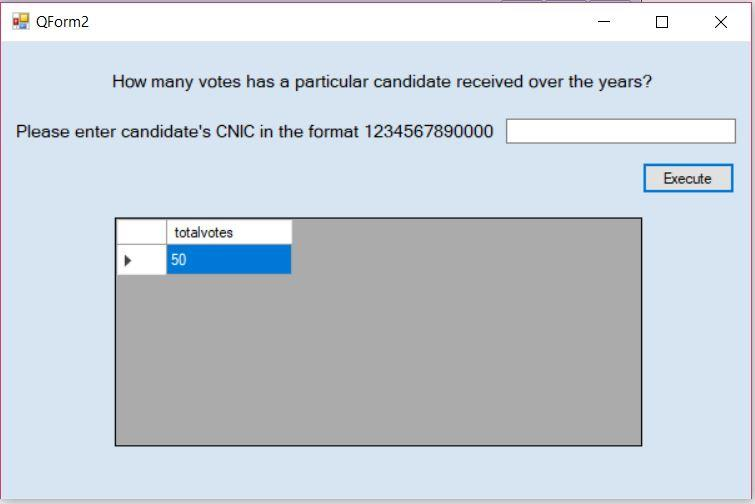 QForm2
How many votes has a particular candidate received over the years?
Please enter candidate's CNIC in the format 1234567890000
Execute
totalvotes
50